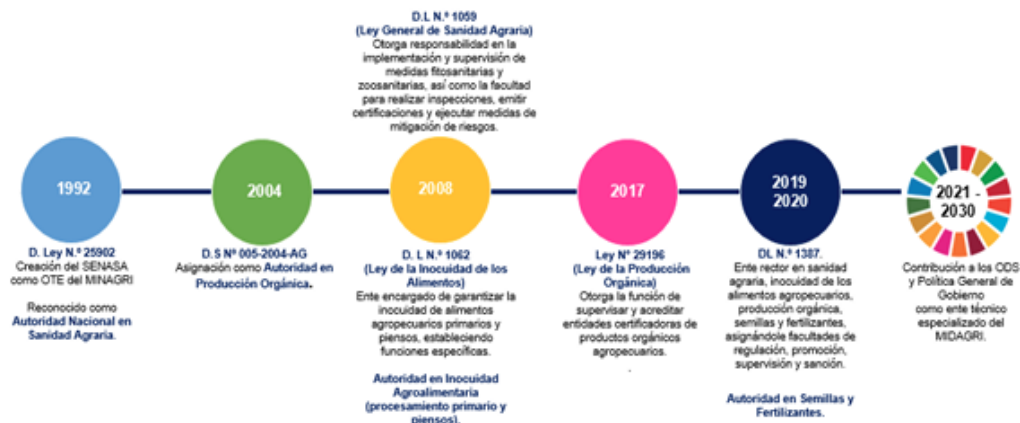 1992
D. Ley N.º 25902
Creación del SENASA
como OTE del MINAGRI
Reconocido como
Autoridad Nacional en
Sanidad Agraria.
2004
D.S Nº 005-2004-AG
Asignación como Autoridad en
Producción Orgánica.
D.L N.º 1059
(Ley General de Sanidad Agraria)
Otorga responsabilidad en la
implementación y supervisión de
medidas fitosanitarias y
zoosanitarias, así como la facultad
para realizar inspecciones, emitir
certificaciones y ejecutar medidas de
mitigación de riesgos.
2008
D. L N.º 1062
(Ley de la Inocuidad de los
Alimentos)
Ente encargado de garantizar la
inocuidad de alimentos
agropecuarios primarios y
piensos, estableciendo
funciones específicas.
Autoridad en Inocuidad
Agroalimentaria
(procesamiento primario y
piensos).
2017
Ley Nº 29196
(Ley de la Producción
Orgánica)
Otorga la función de
supervisar y acreditar
entidades certificadoras de
productos orgánicos
agropecuarios.
.
2019
2020
DL N.º 1387.
Ente rector en sanidad
agraria, inocuidad de los
alimentos agropecuarios,
producción orgánica,
semillas y fertilizantes,
asignándole facultades de
regulación, promoción,
supervisión y sanción.
Autoridad en Semillas y
Fertilizantes.
2021 -
2030
Contribución a los ODS
y Política General de
Gobierno
como ente técnico
especializado del
MIDAGRI.